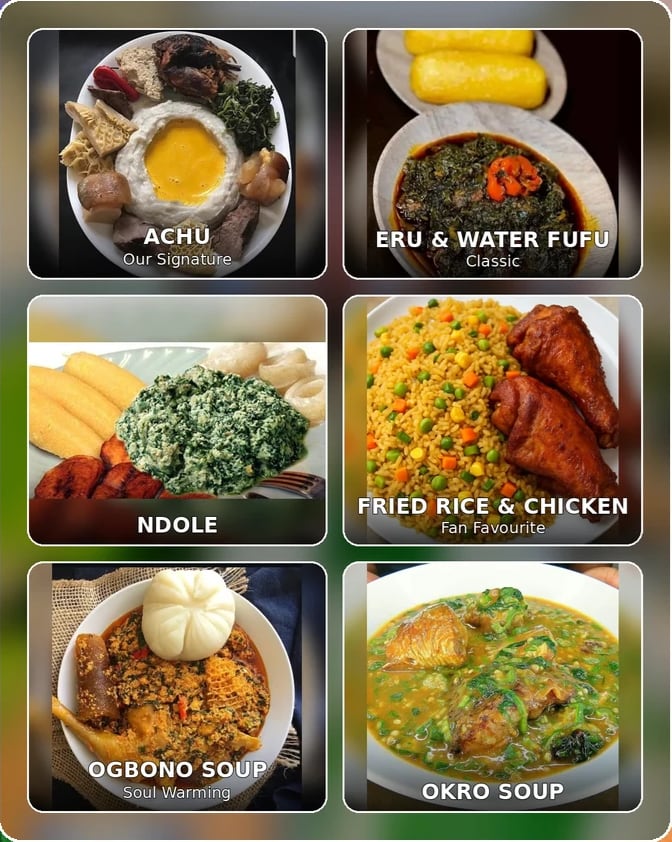 ACHU
Our Signature
ERU & WATER FUFU
Classic
NDOLE
FRIED RICE & CHICKEN
Fan Favourite
OGBONO SOUP
Soul Warming
OKRO SOUP